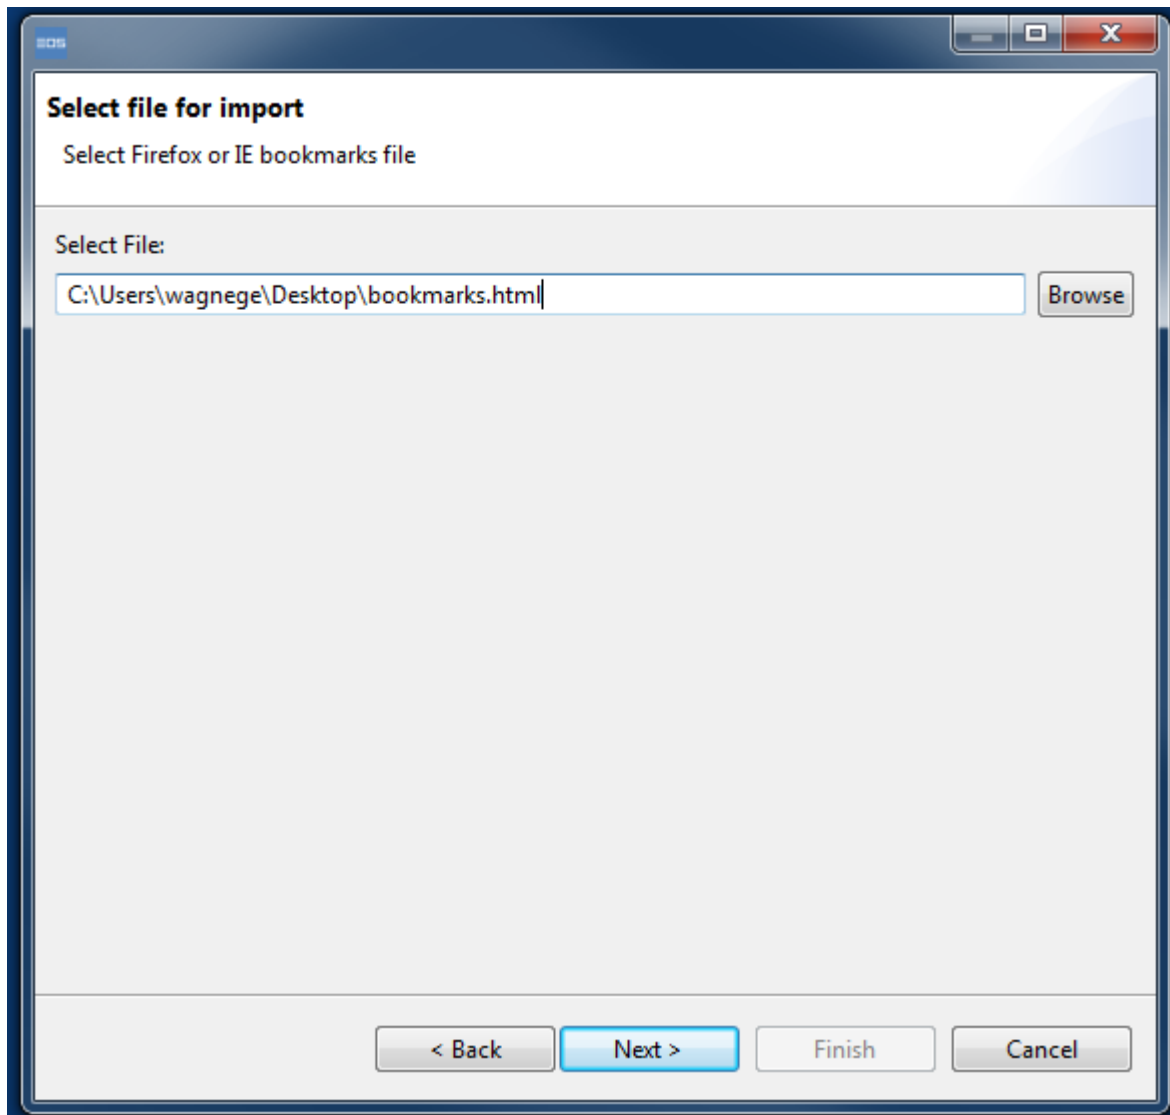 EOS
Select file for import
Select Firefox or IE bookmarks file
Select File:
C:\Users\wagnege\Desktop\bookmarks.html
Browse
< Back
Next >
Finish
Cancel